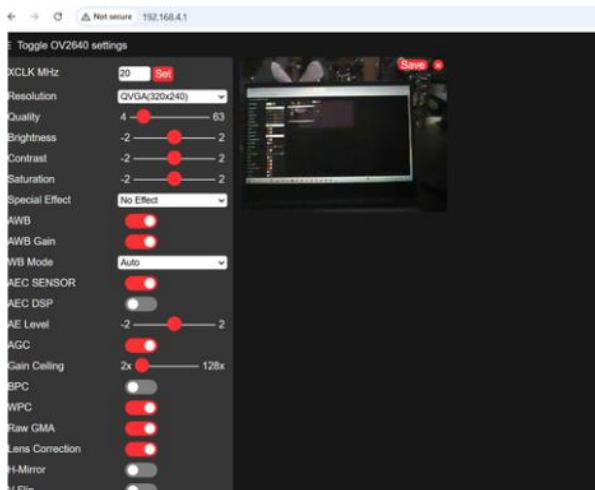 Not secure 192.168.4.1
Toggle OV2640 settings
XCLK MHz 20 Set
Save
Resolution QVGA(320x240)
Quality 4 63
Brightness -2 2
Contrast -2 2
Saturation -2 2
Special Effect No Effect
AWB
AWB Gain
WB Mode Auto
AEC SENSOR
AEC DSP
AE Level -2 2
AGC
Gain Ceiling 2x 128x
BPC
WPC
Raw GMA
Lens Correction
H-Mirror
V-Flip